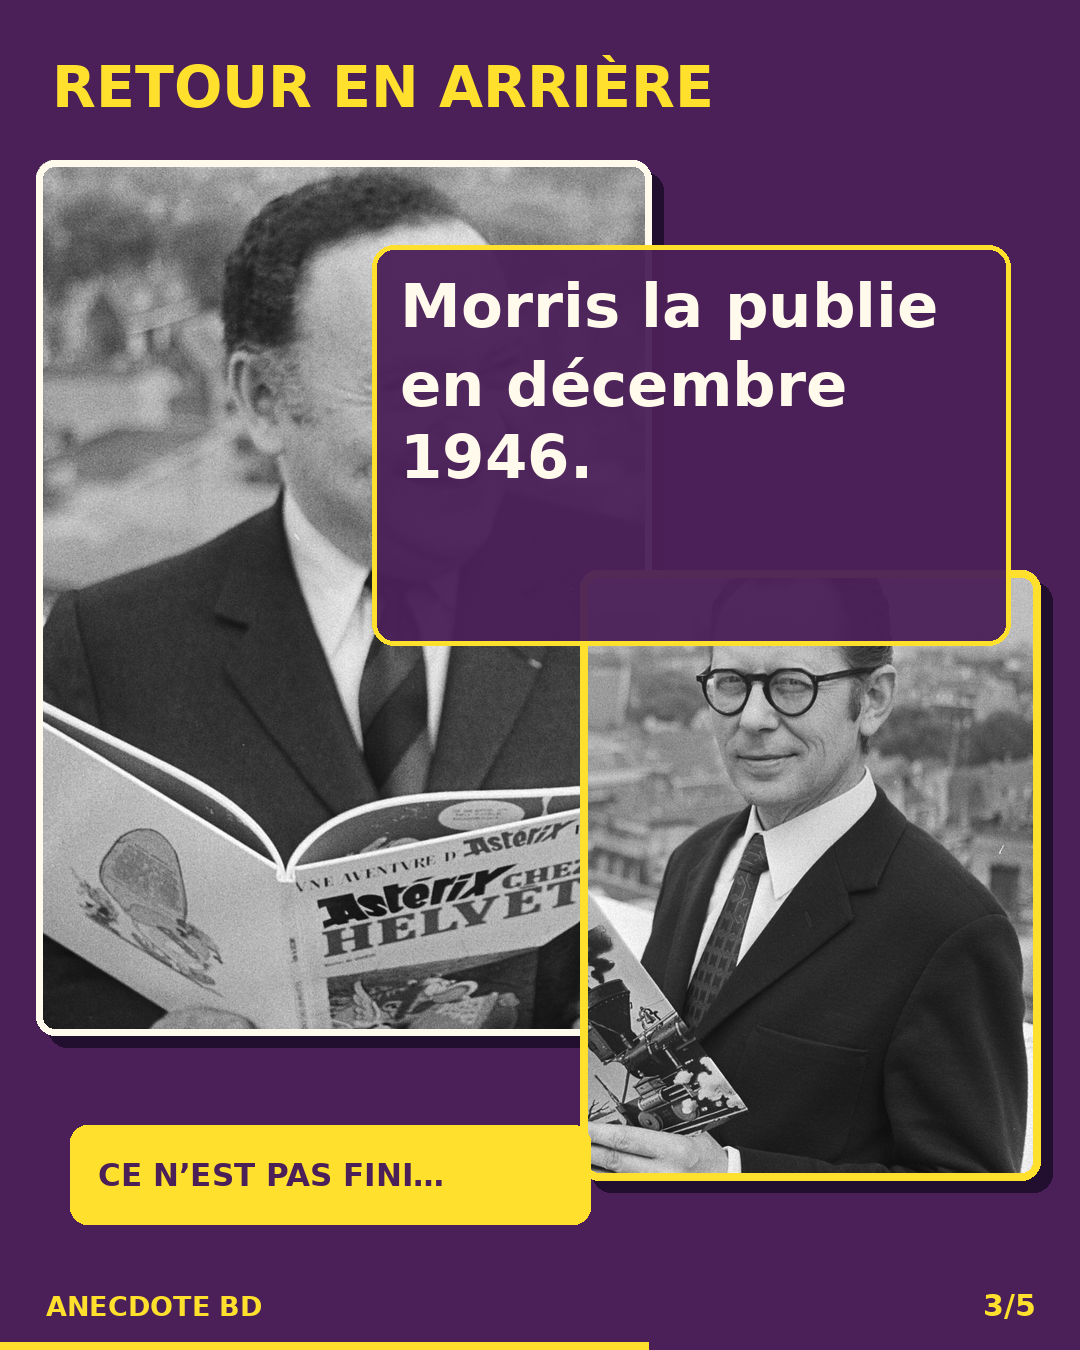 RETOUR EN ARRIÈRE
Morris la publie
en décembre
1946.
UNE AVENTURE D'Astérix
Astérix CHEZ
HELVET
CE N’EST PAS FINI…
ANECDOTE BD
3/5